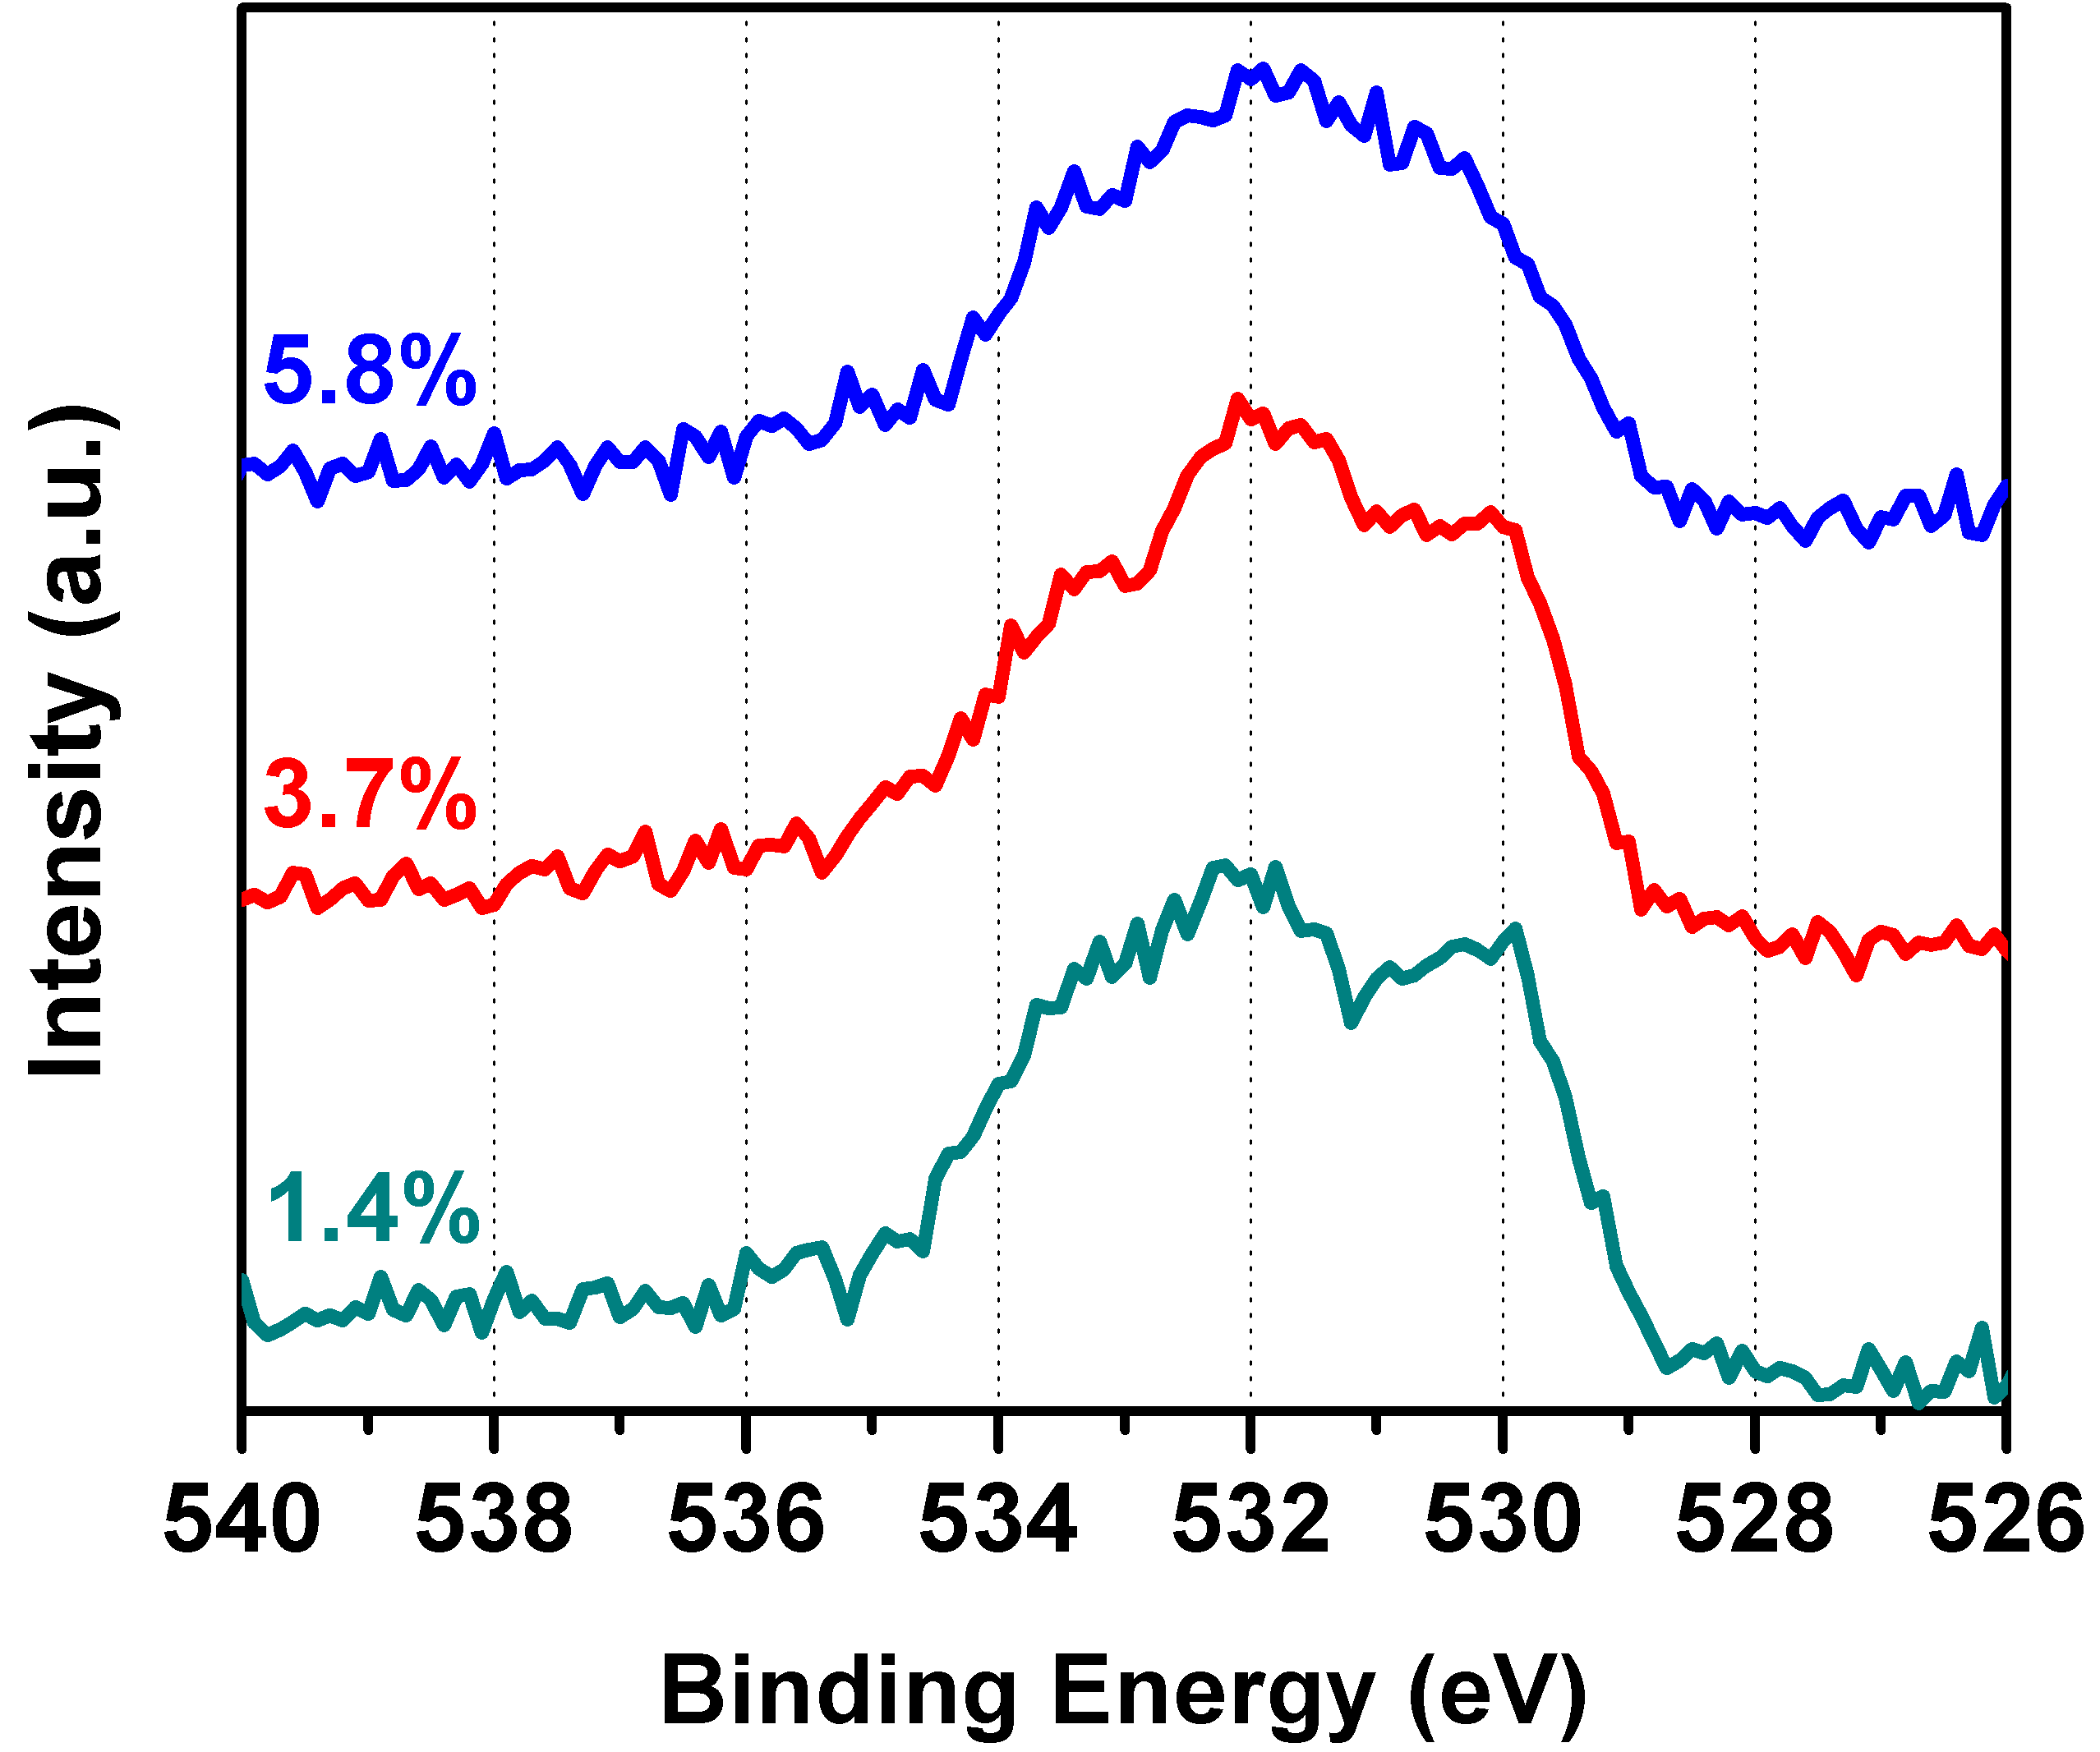 Intensity (a.u.)
5.8%
3.7%
1.4%
540 538 536 534 532 530 528 526
Binding Energy (eV)